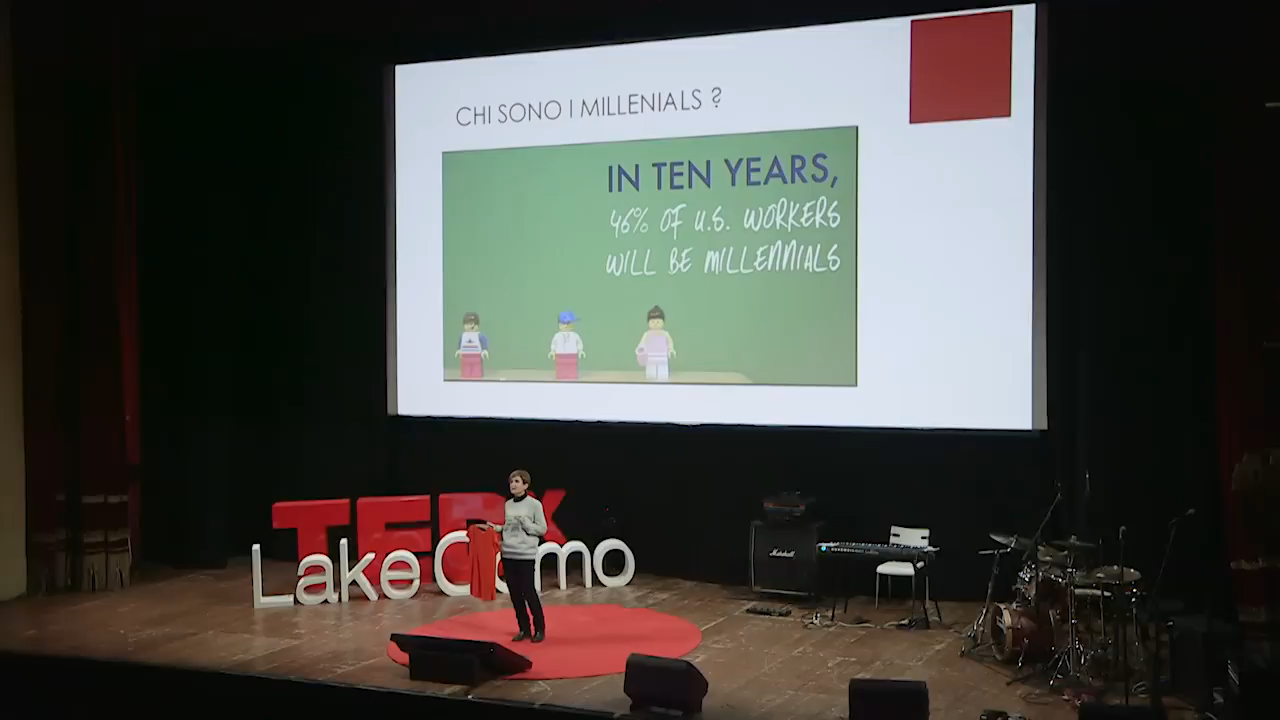 CHI SONO I MILLENIALS ?
IN TEN YEARS,
46% OF U.S. WORKERS
WILL BE MILLENNIALS
TEDx
Lake Como
Marshall